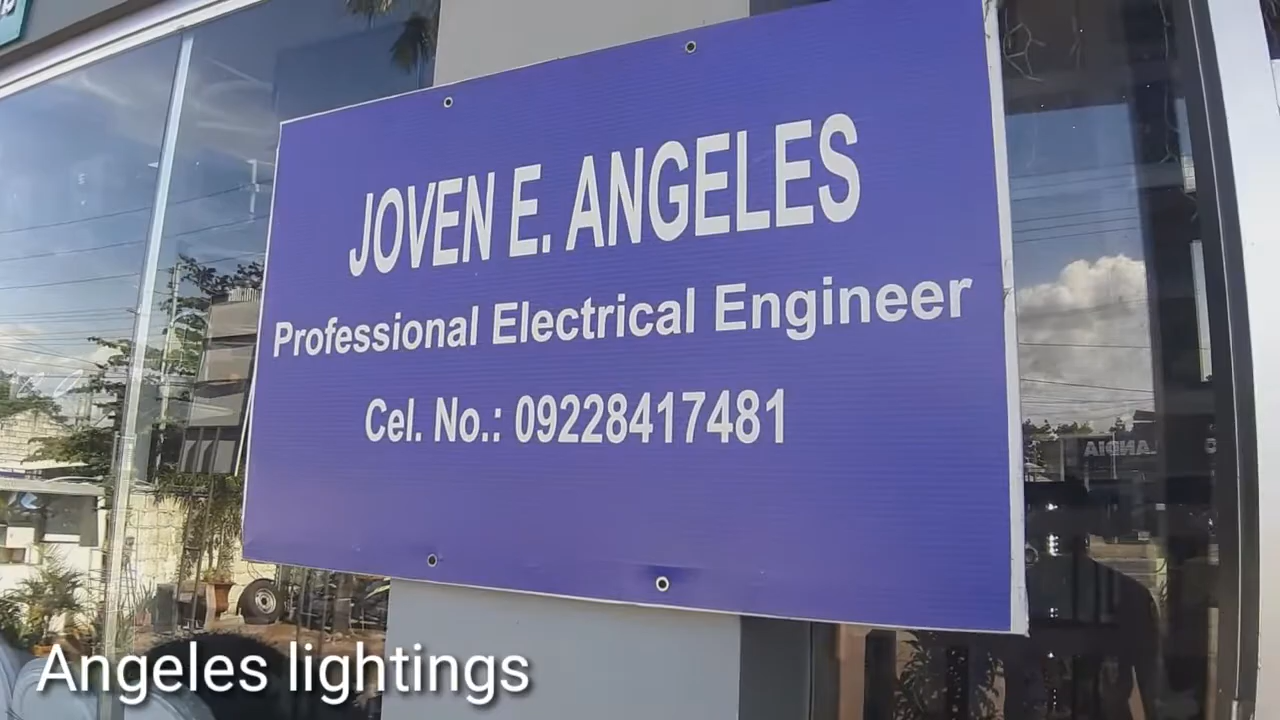 JOVEN E. ANGELES
Professional Electrical Engineer
Cel. No.: 09228417481
Angeles lightings